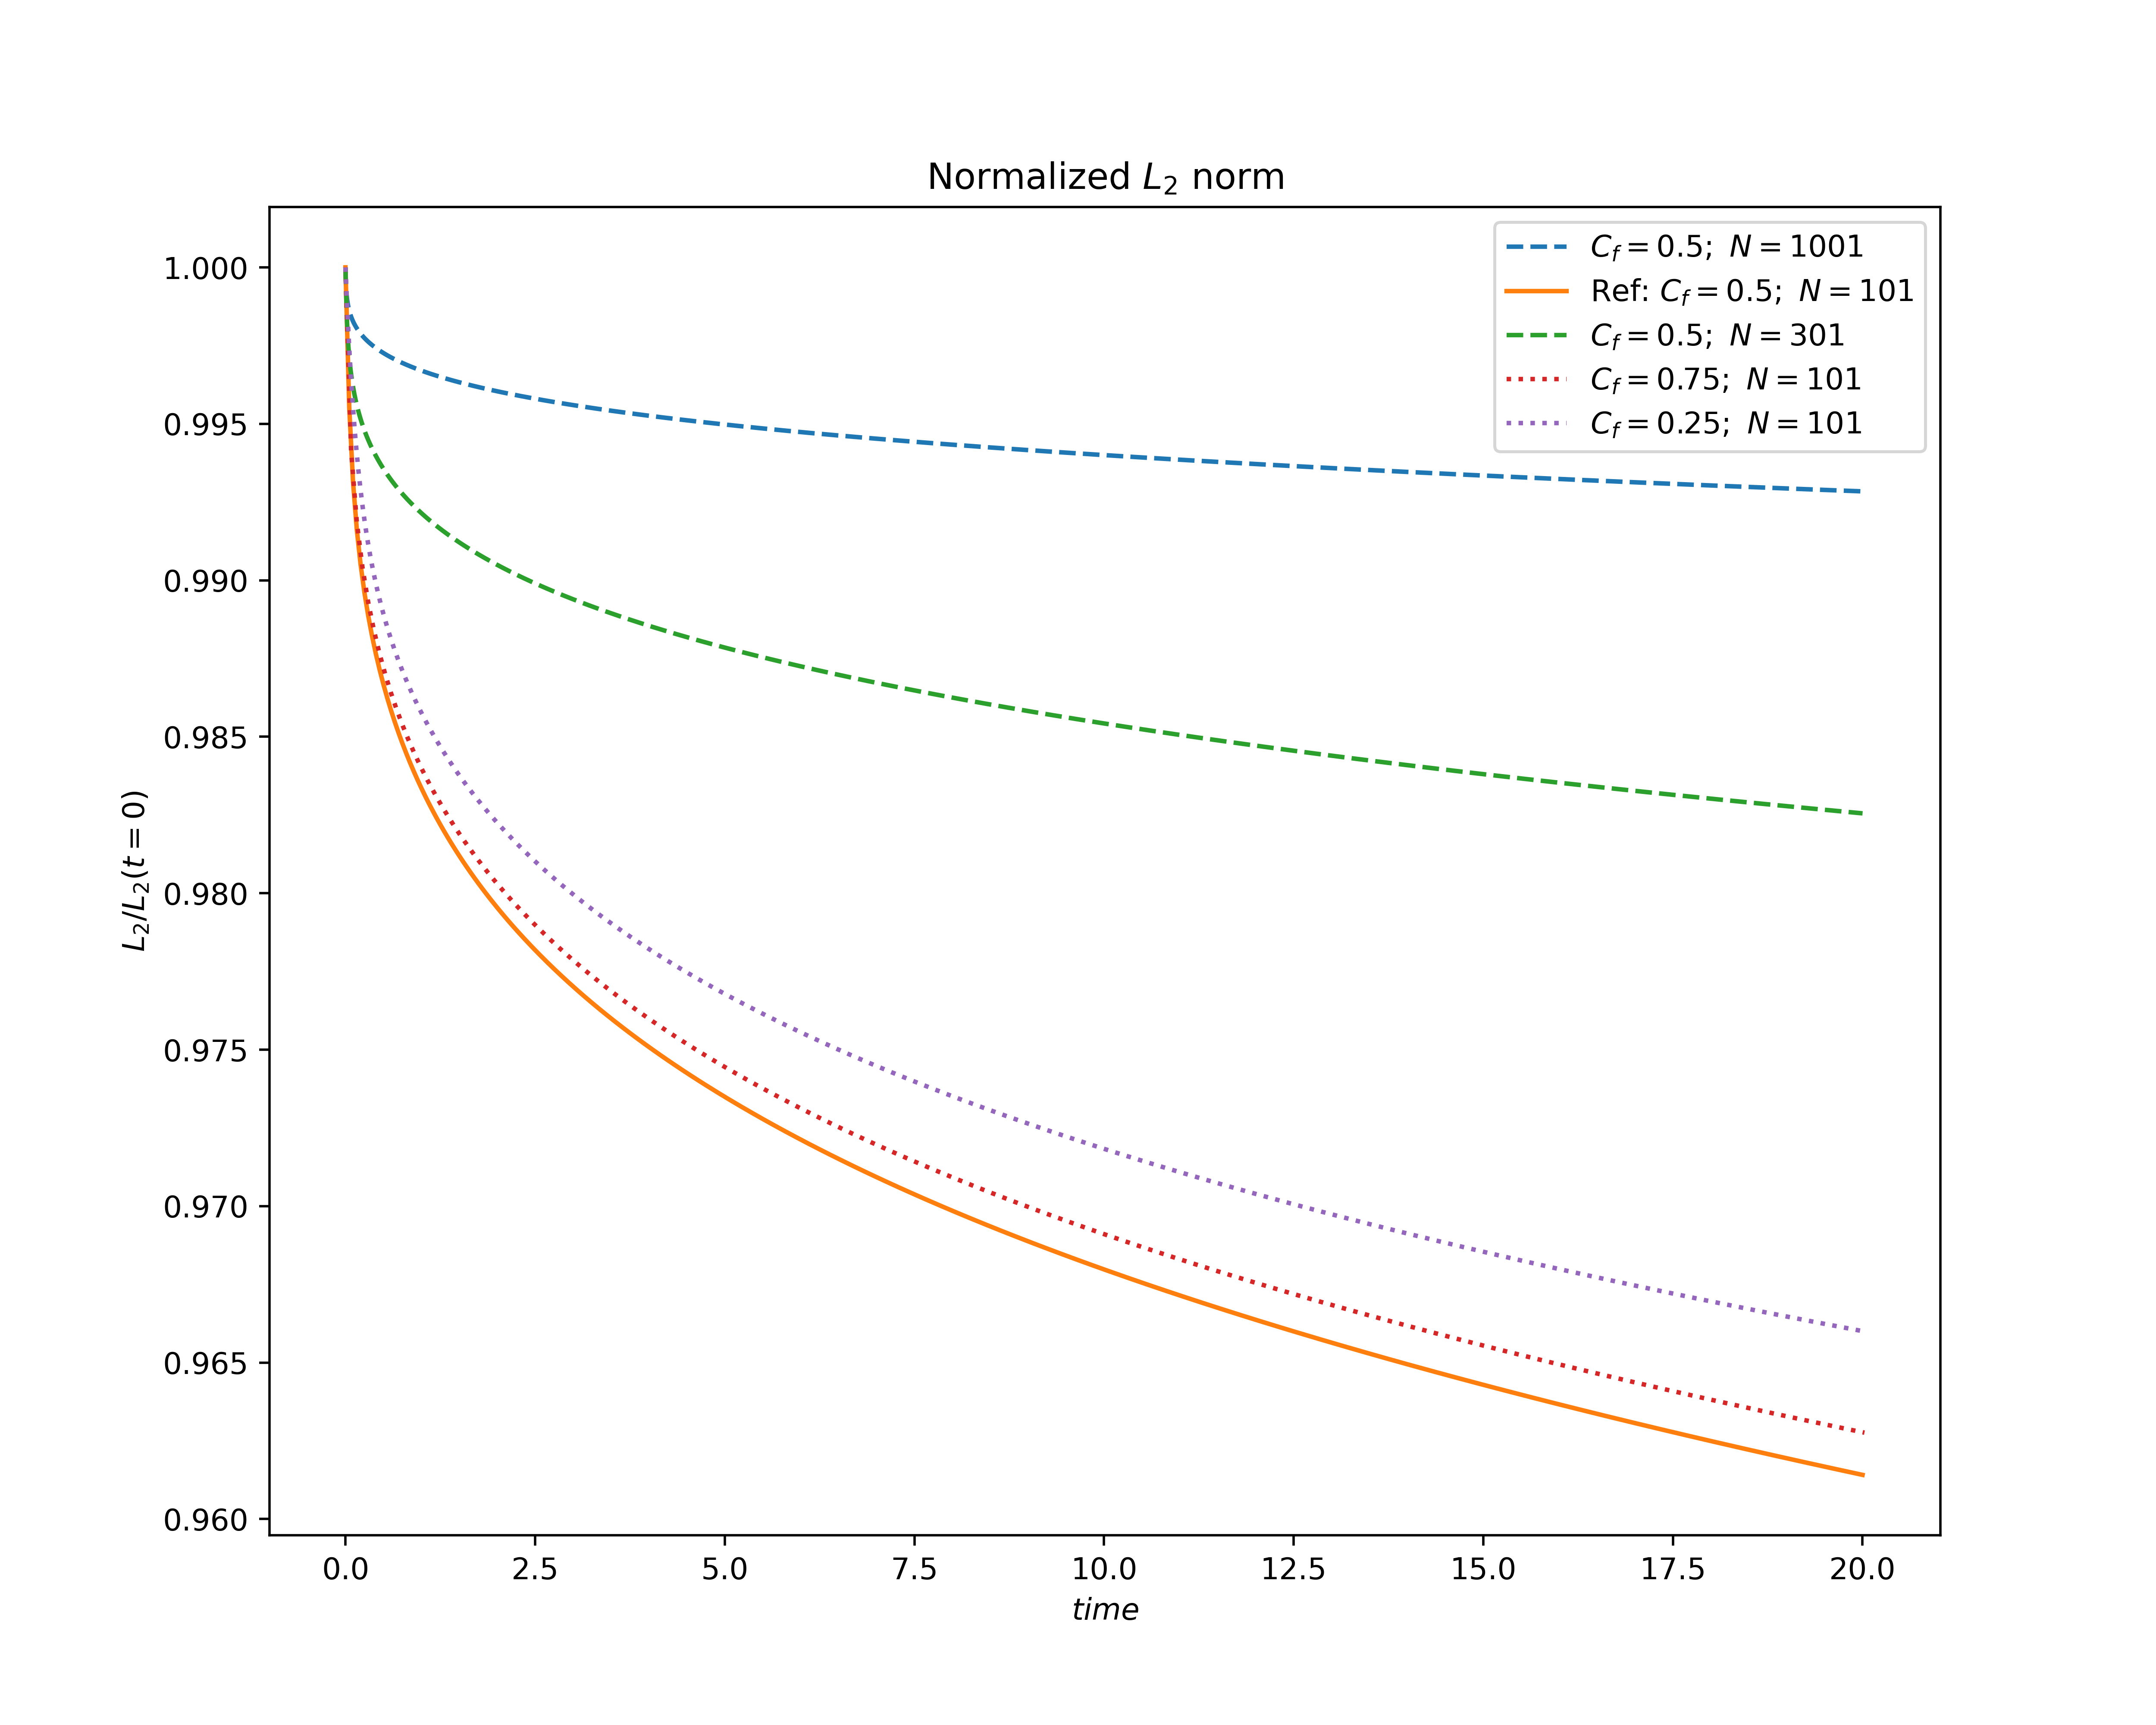 Normalized L₂ norm
C_f = 0.5; N = 1001
Ref: C_f = 0.5; N = 101
C_f = 0.5; N = 301
C_f = 0.75; N = 101
C_f = 0.25; N = 101
L₂/L₂(t = 0)
1.000
0.995
0.990
0.985
0.980
0.975
0.970
0.965
0.960
0.0 2.5 5.0 7.5 10.0 12.5 15.0 17.5 20.0
time